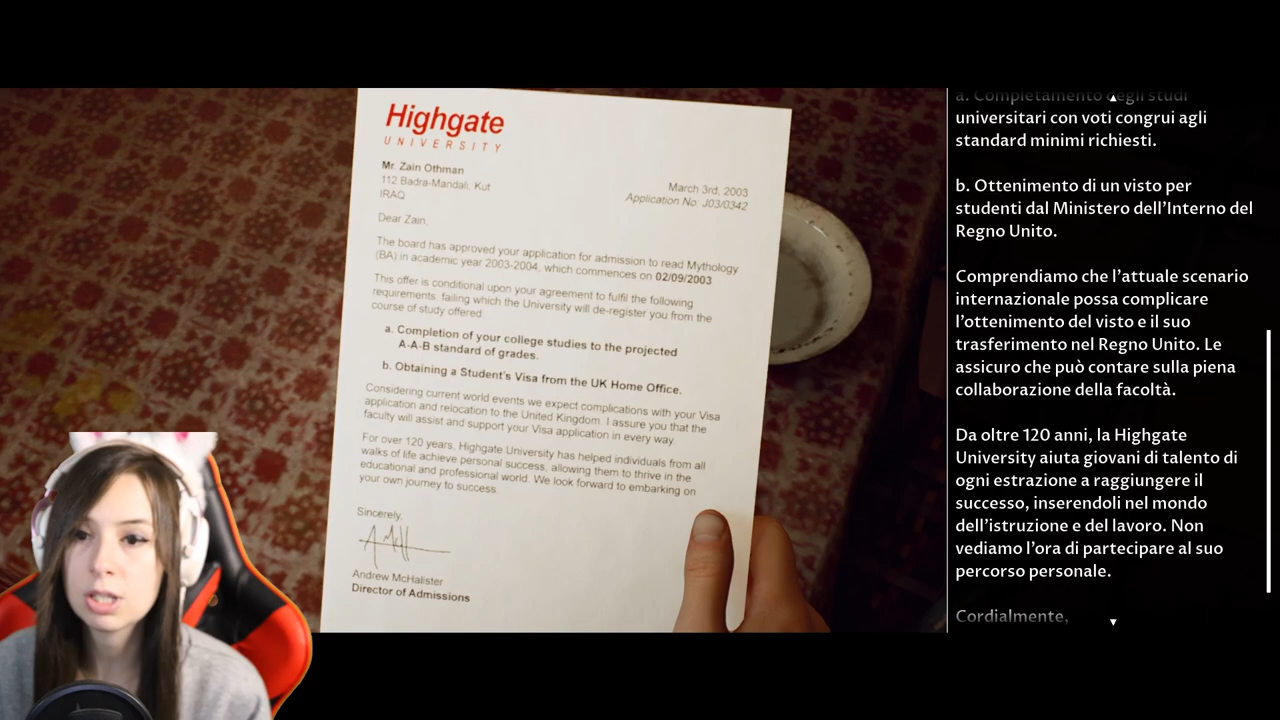 Highgate
UNIVERSITY
Mr. Zain Othman
112 Badra-Mandali, Kut
IRAQ
March 3rd, 2003
Application No. J03/0342
Dear Zain,
The board has approved your application for admission to read Mythology
(BA) in academic year 2003-2004, which commences on 02/09/2003
This offer is conditional upon your agreement to fulfil the following
requirements, failing which the University will de-register you from the
course of study offered:
a. Completion of your college studies to the projected
A-A-B standard of grades.
b. Obtaining a Student's Visa from the UK Home Office.
Considering current world events we expect complications with your Visa
application and relocation to the United Kingdom. I assure you that the
faculty will assist and support your Visa application in every way.
For over 120 years, Highgate University has helped individuals from all
walks of life achieve personal success, allowing them to thrive in the
educational and professional world. We look forward to embarking on
your own journey to success.
Sincerely,
Andrew McHalister
Director of Admissions
a. Completamento degli studi
universitari con voti congrui agli
standard minimi richiesti.
b. Ottenimento di un visto per
studenti dal Ministero dell'Interno del
Regno Unito.
Comprendiamo che l'attuale scenario
internazionale possa complicare
l'ottenimento del visto e il suo
trasferimento nel Regno Unito. Le
assicuro che può contare sulla piena
collaborazione della facoltà.
Da oltre 120 anni, la Highgate
University aiuta giovani di talento di
ogni estrazione a raggiungere il
successo, inserendoli nel mondo
dell'istruzione e del lavoro. Non
vediamo l'ora di partecipare al suo
percorso personale.
Cordialmente,